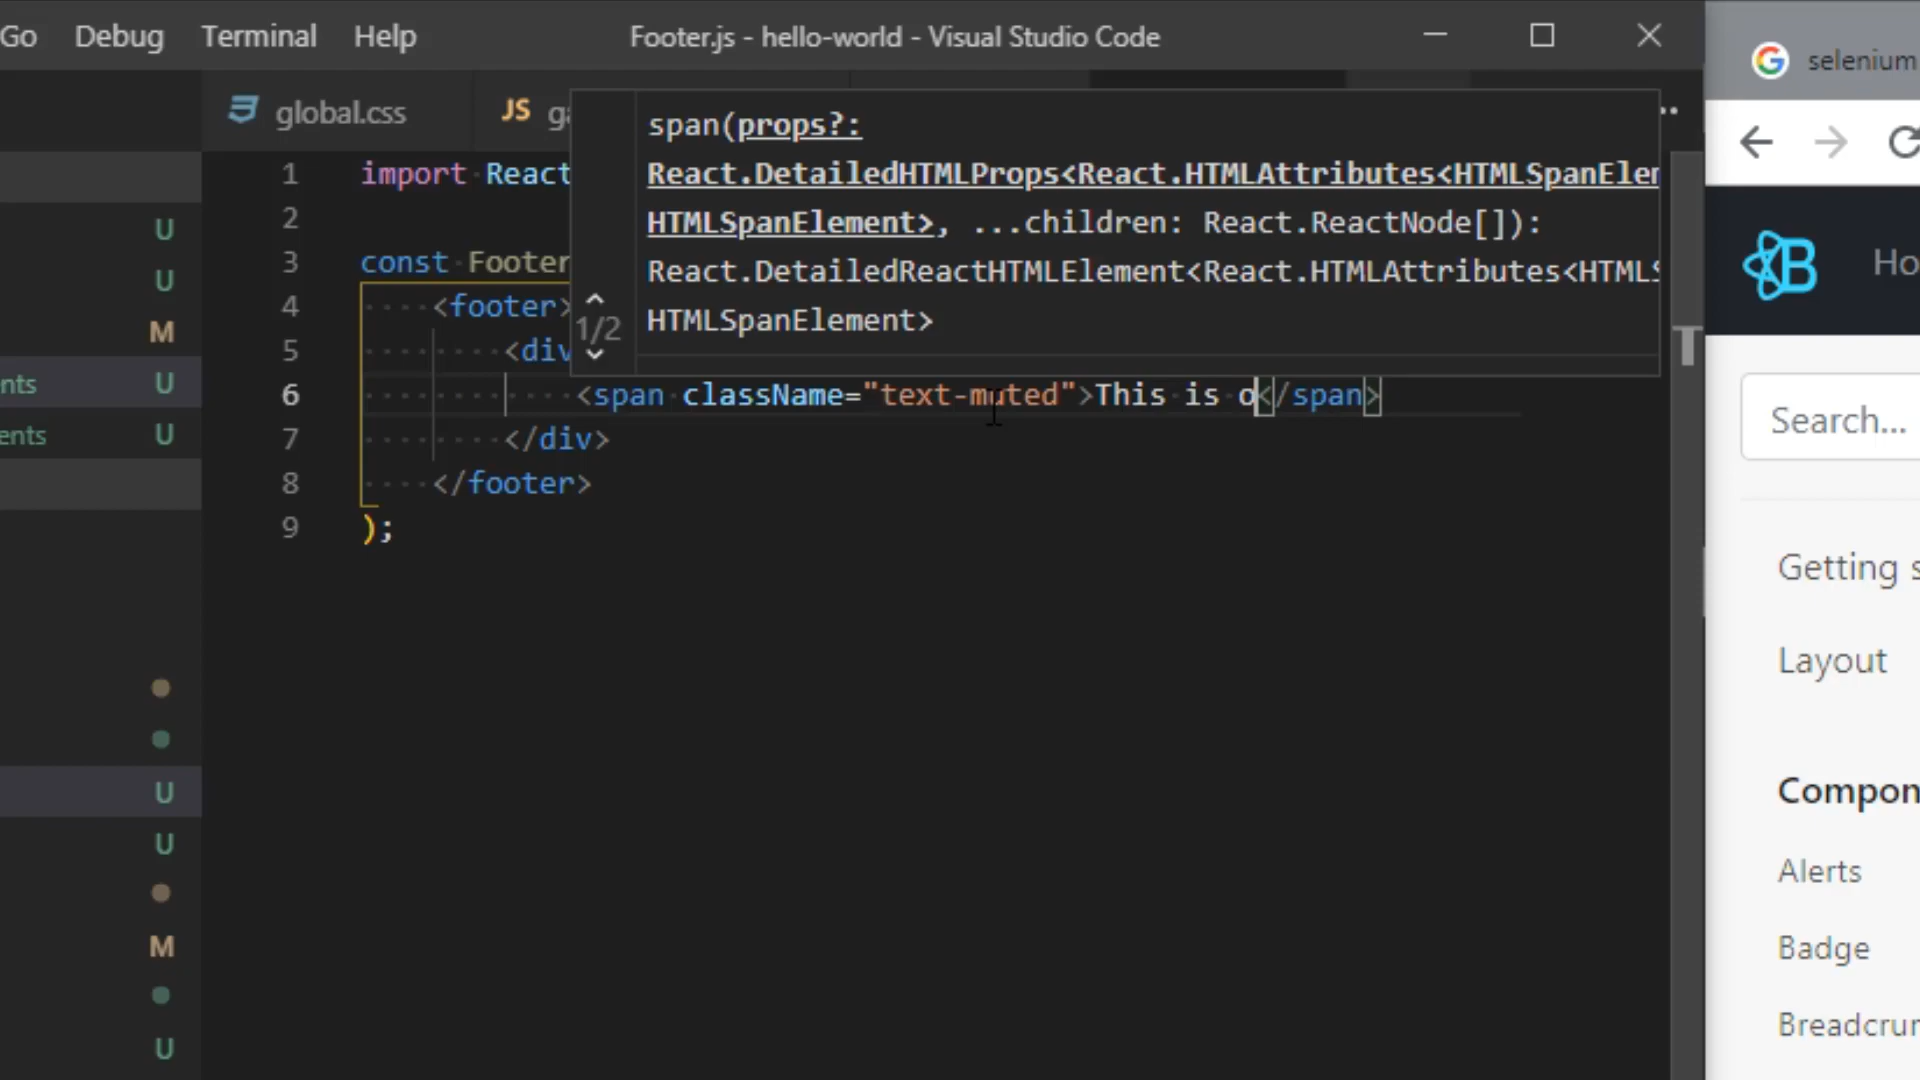 Go Debug Terminal Help Footer.js - hello-world - Visual Studio Code
selenium
global.css JS
span(props?:
React.DetailedHTMLProps<React.HTMLAttributes<HTMLSpanElem
HTMLSpanElement>, ...children: React.ReactNode[]):
React.DetailedReactHTMLElement<React.HTMLAttributes<HTMLS
HTMLSpanElement>
1/2
1 import React
2
3 const Footer
4 <footer>
5 <div
6 <span className="text-muted">This is o</span>
7 </div>
8 </footer>
9 );
U
U
M
nts U
ents U
U
U
M
U
B Ho
Search...
Getting s
Layout
Compon
Alerts
Badge
Breadcrum